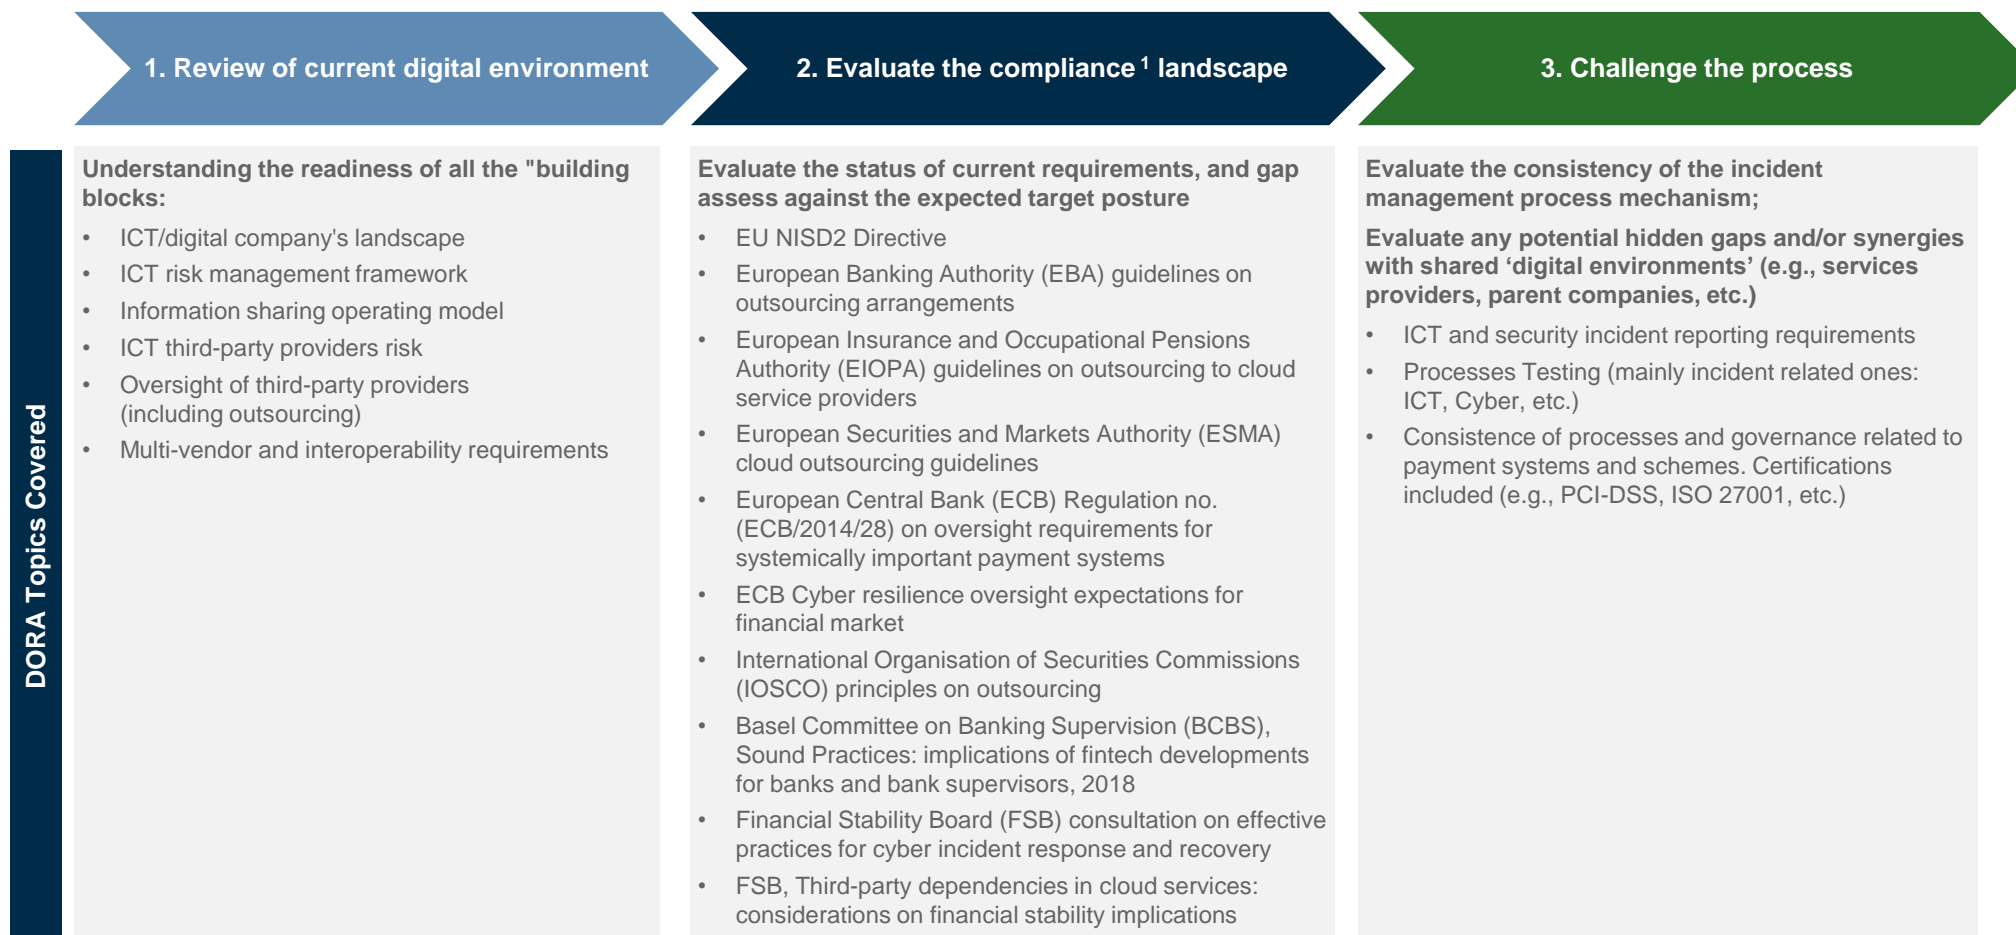 1. Review of current digital environment
2. Evaluate the compliance 1 landscape
3. Challenge the process
DORA Topics Covered
Understanding the readiness of all the "building
blocks:
• ICT/digital company's landscape
• ICT risk management framework
• Information sharing operating model
• ICT third-party providers risk
• Oversight of third-party providers
(including outsourcing)
• Multi-vendor and interoperability requirements
Evaluate the status of current requirements, and gap
assess against the expected target posture
• EU NISD2 Directive
• European Banking Authority (EBA) guidelines on
outsourcing arrangements
• European Insurance and Occupational Pensions
Authority (EIOPA) guidelines on outsourcing to cloud
service providers
• European Securities and Markets Authority (ESMA)
cloud outsourcing guidelines
• European Central Bank (ECB) Regulation no.
(ECB/2014/28) on oversight requirements for
systemically important payment systems
• ECB Cyber resilience oversight expectations for
financial market
• International Organisation of Securities Commissions
(IOSCO) principles on outsourcing
• Basel Committee on Banking Supervision (BCBS),
Sound Practices: implications of fintech developments
for banks and bank supervisors, 2018
• Financial Stability Board (FSB) consultation on effective
practices for cyber incident response and recovery
• FSB, Third-party dependencies in cloud services:
considerations on financial stability implications
Evaluate the consistency of the incident
management process mechanism;
Evaluate any potential hidden gaps and/or synergies
with shared ‘digital environments’ (e.g., services
providers, parent companies, etc.)
• ICT and security incident reporting requirements
• Processes Testing (mainly incident related ones:
ICT, Cyber, etc.)
• Consistence of processes and governance related to
payment systems and schemes. Certifications
included (e.g., PCI-DSS, ISO 27001, etc.)